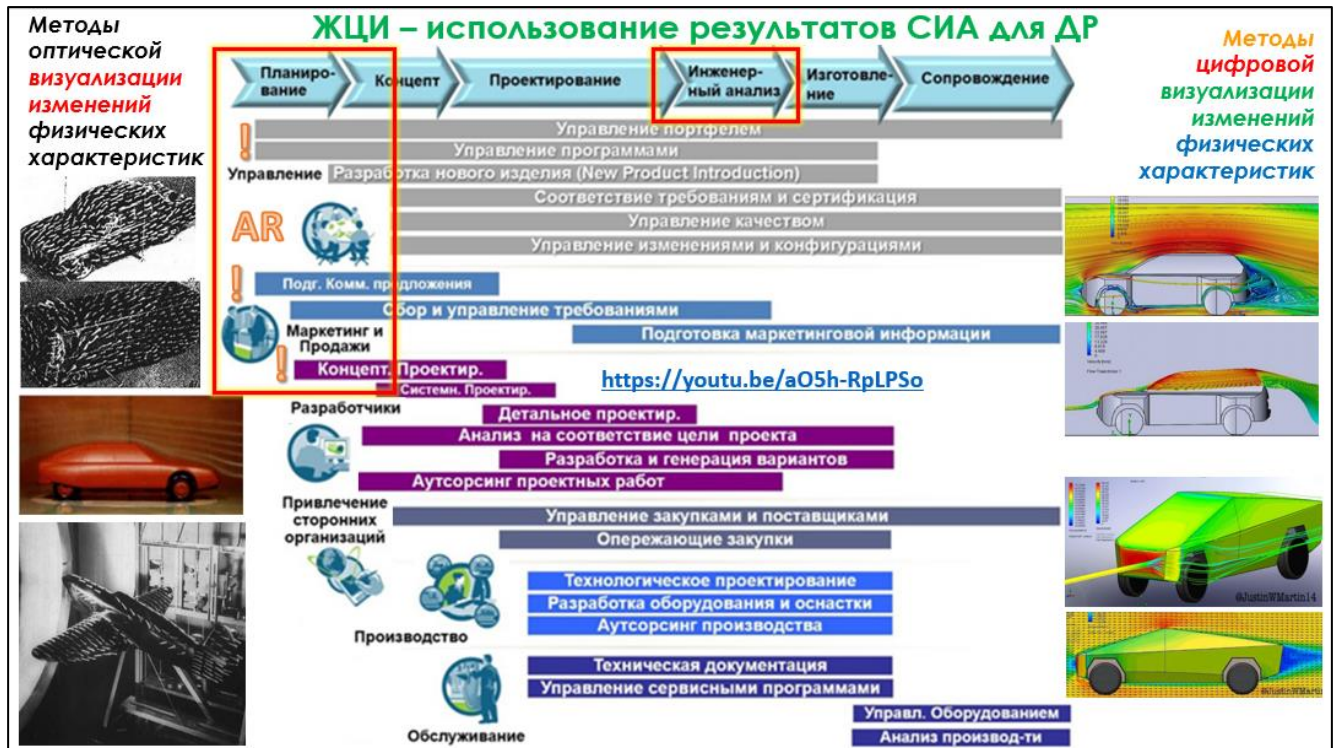 ЖЦИ – использование результатов СИА для ДР
Методы
оптической
визуализации
изменений
физических
характеристик
Методы
цифровой
визуализации
изменений
физических
характеристик
Планиро-
вание
Концепт
Проектирование
Инженер-
ный анализ
Изготовле-
ние
Сопровождение
!
Управление портфелем
Управление программами
Управление
Разработка нового изделия (New Product Introduction)
Соответствие требованиям и сертификация
AR
Управление качеством
Управление изменениями и конфигурациями
!
Подг. Комм. предложения
Сбор и управление требованиями
Маркетинг и
Продажи
Подготовка маркетинговой информации
!
Концепт. Проектир.
Системн. Проектир.
https://youtu.be/aO5h-RpLPSo
Разработчики
Детальное проектир.
Анализ на соответствие цели проекта
Разработка и генерация вариантов
Аутсорсинг проектных работ
Привлечение
сторонних
организаций
Управление закупками и поставщиками
Опережающие закупки
Технологическое проектирование
Разработка оборудования и оснастки
Аутсорсинг производства
Производство
Техническая документация
Управление сервисными программами
Обслуживание
Управл. Оборудованием
Анализ производ-ти
@JustinWMartin14